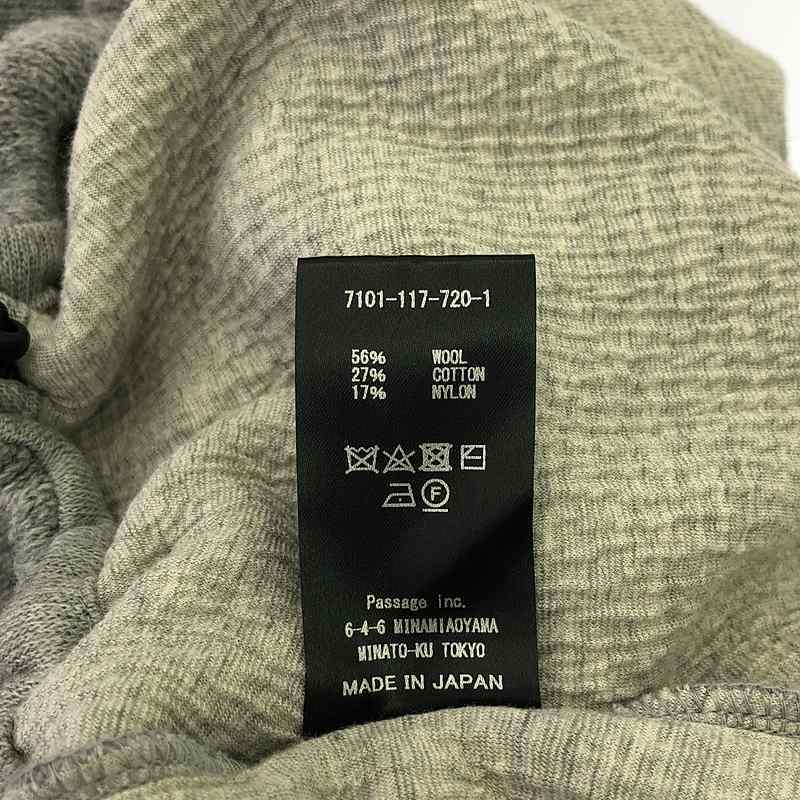 7101-117-720-1
56% WOOL
27% COTTON
17% NYLON
F
Passage inc.
6-4-6 MINAMIAOYAMA
MINATO-KU TOKYO
MADE IN JAPAN